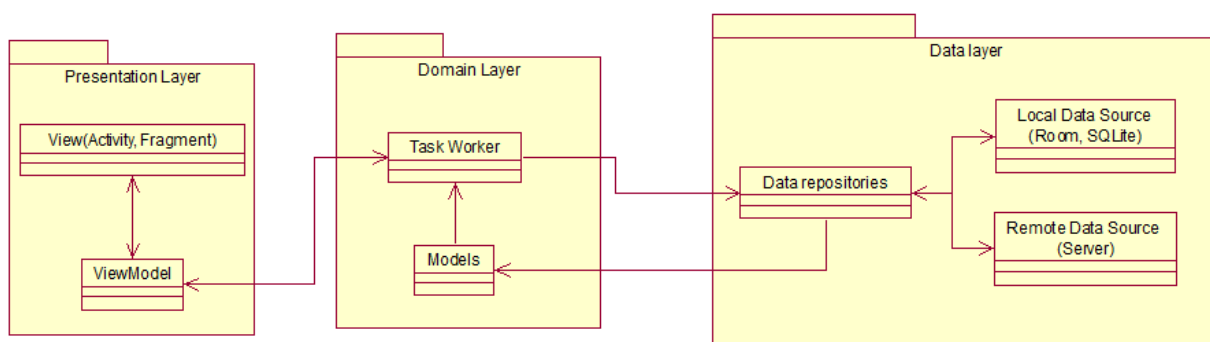 Presentation Layer
View(Activity, Fragment)
ViewModel
Domain Layer
Task Worker
Models
Data layer
Data repositories
Local Data Source
(Room, SQLite)
Remote Data Source
(Server)